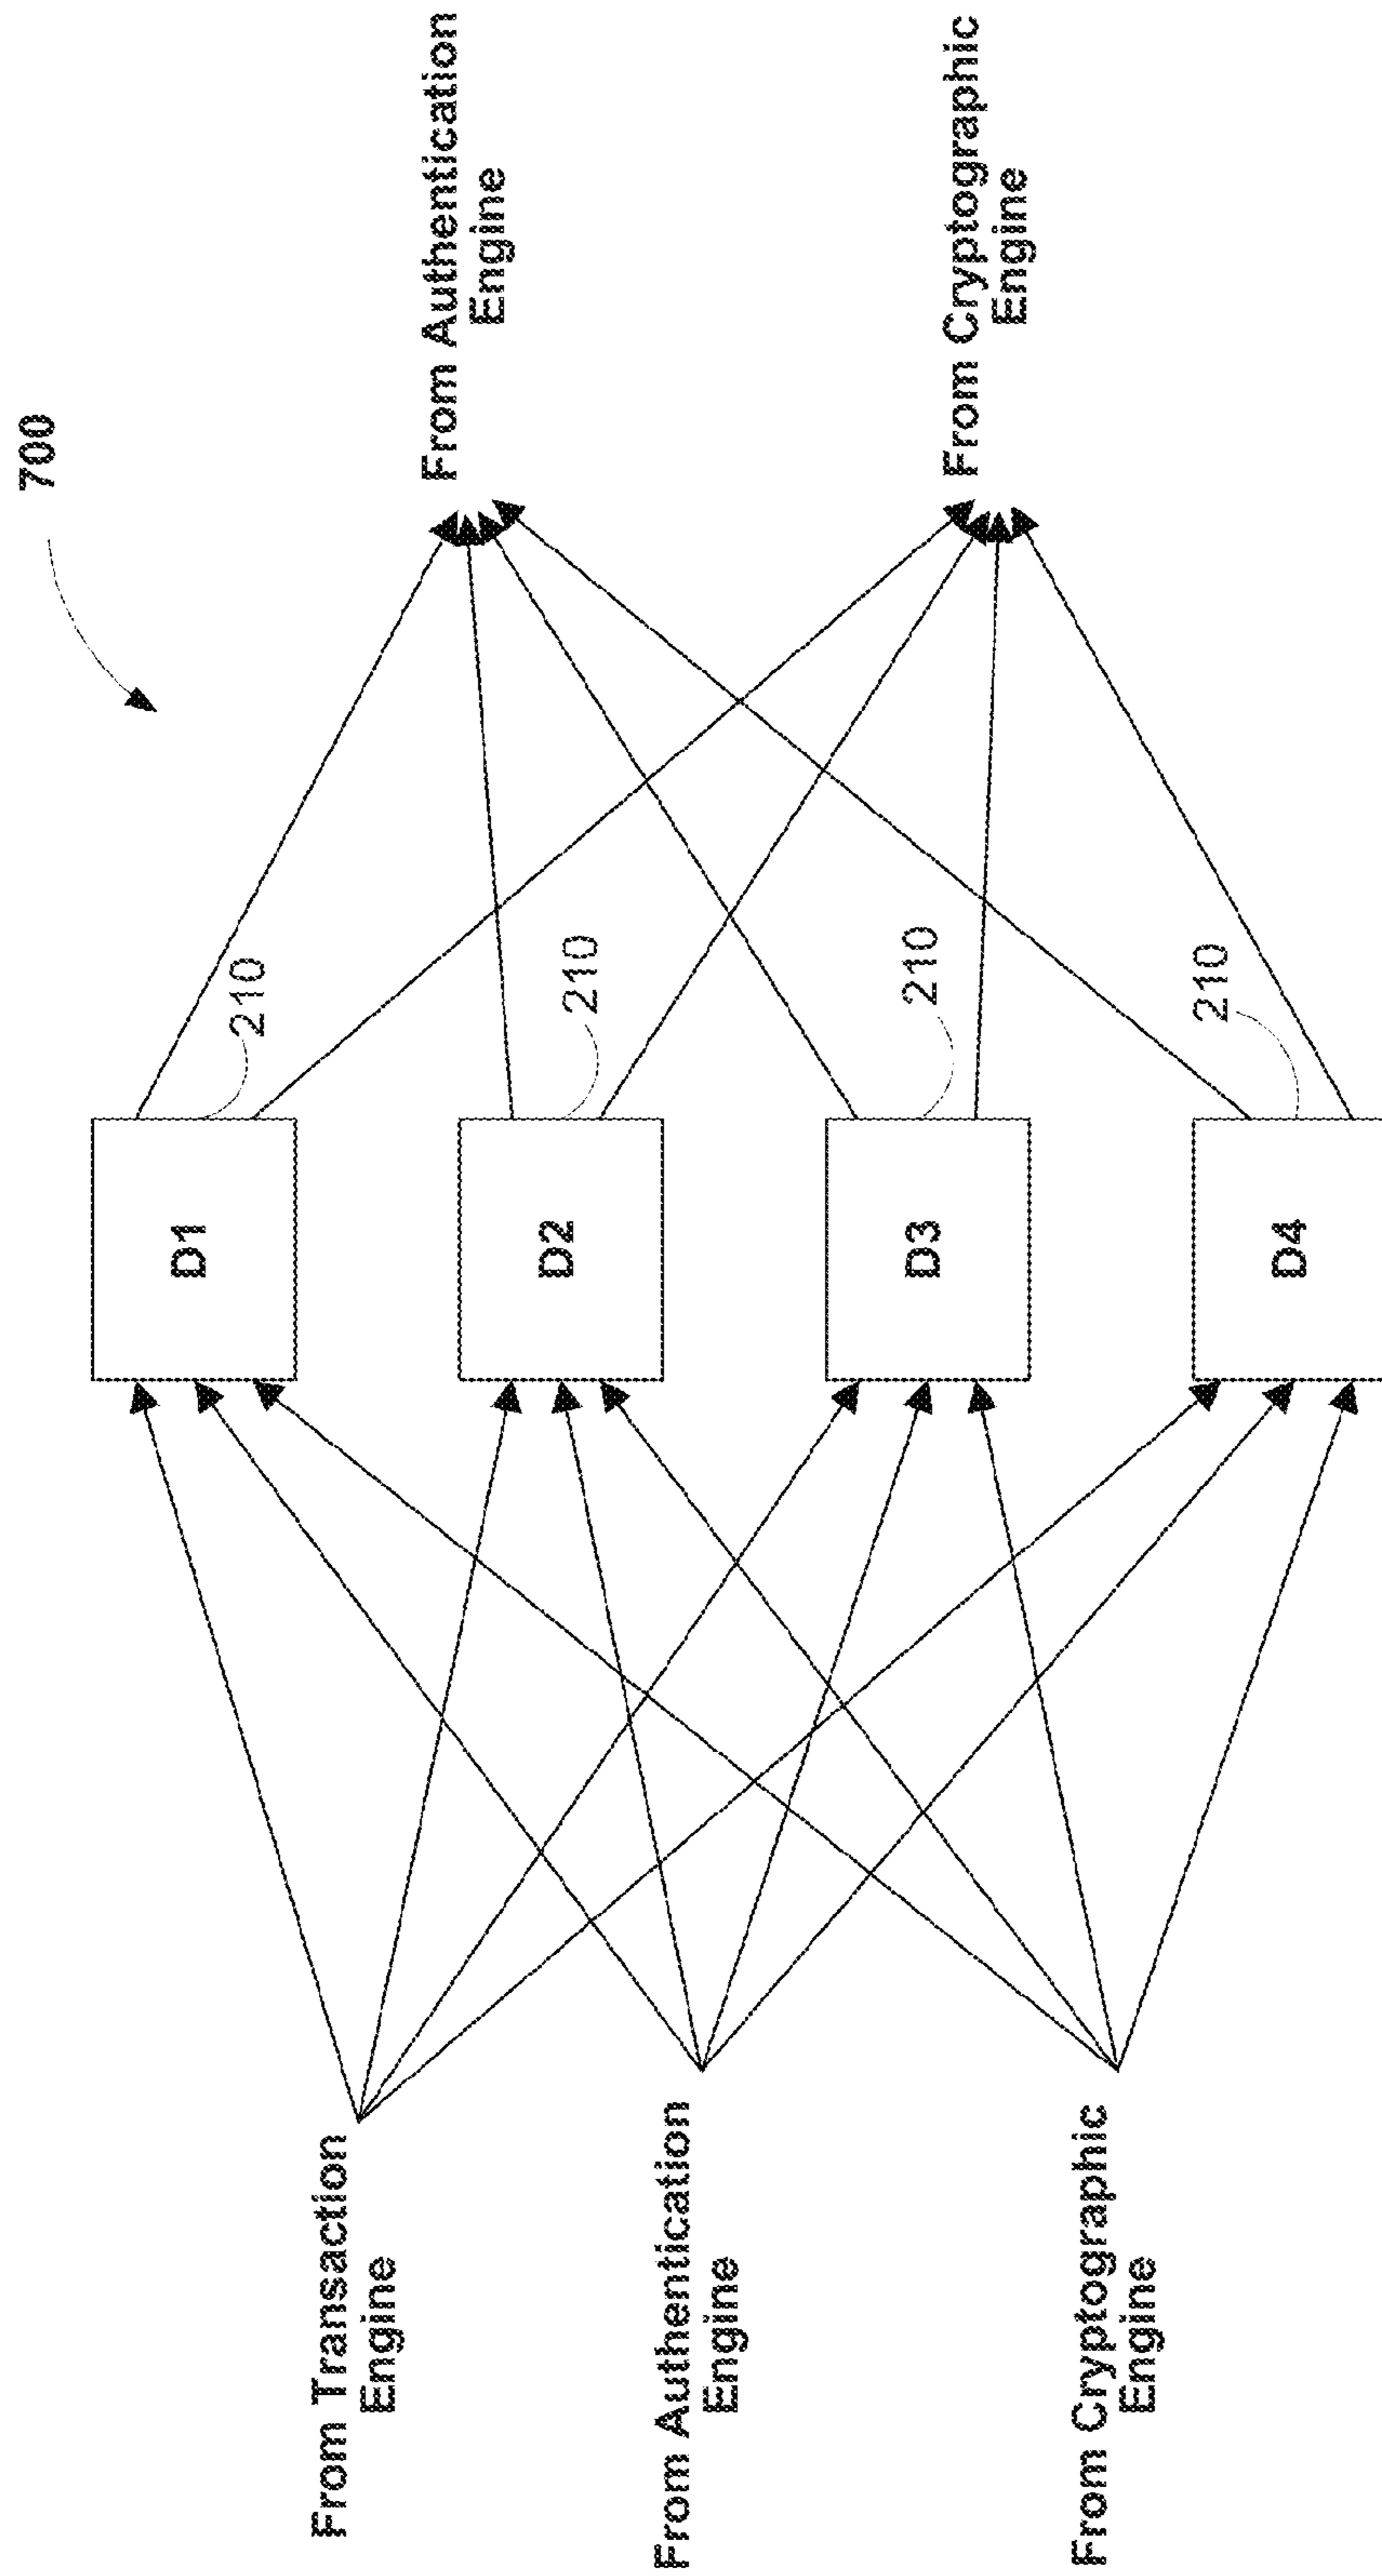 700
From Transaction
Engine
From Authentication
Engine
From Cryptographic
Engine
D1
210
D2
210
D3
210
D4
210
From Authentication
Engine
From Cryptographic
Engine